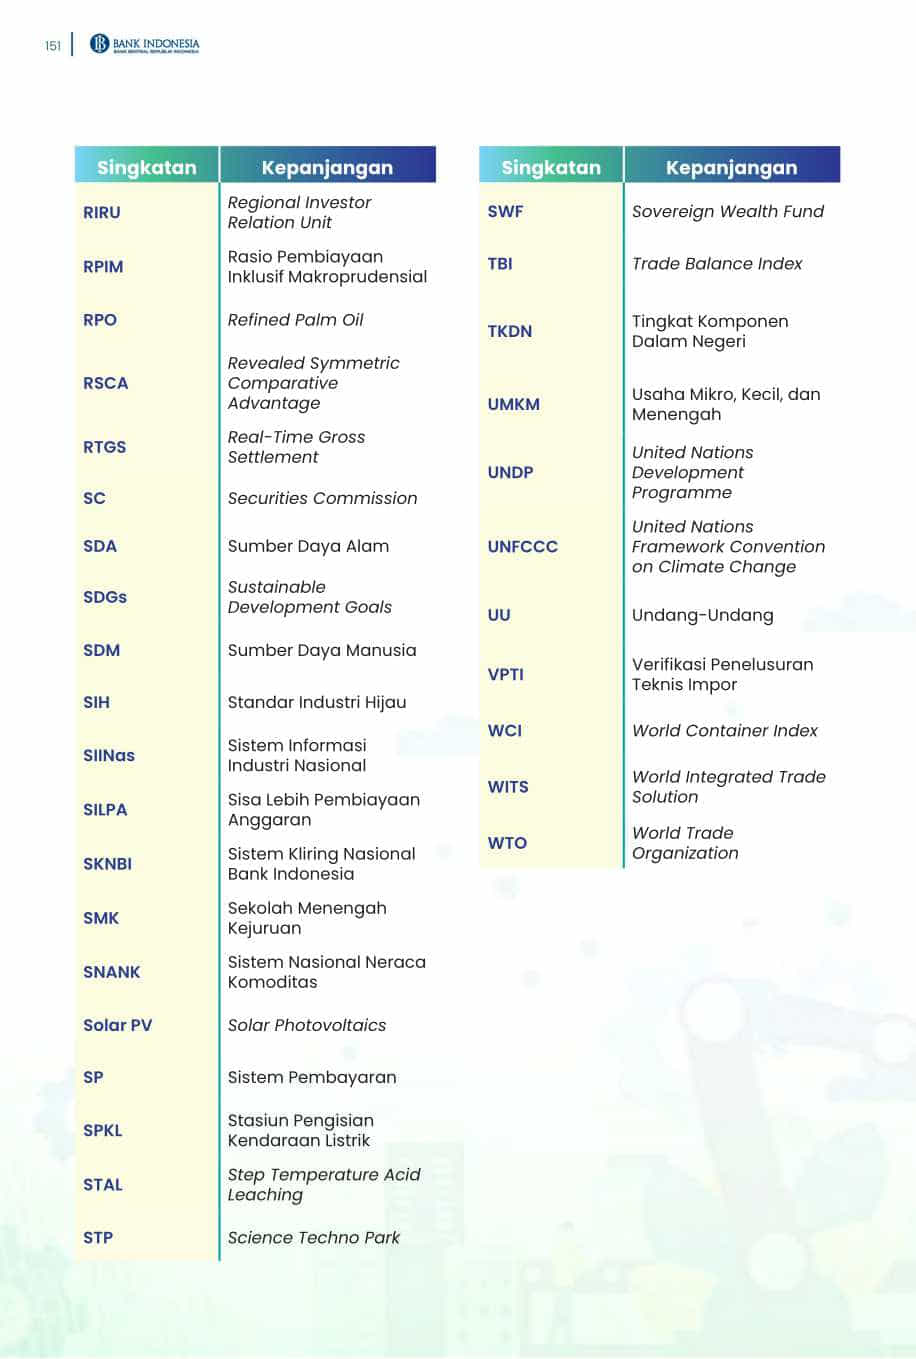 151
BANK INDONESIA
BANK SENTRAL REPUBLIK INDONESIA
Singkatan Kepanjangan
RIRU
Regional Investor
Relation Unit
RPIM
Rasio Pembiayaan
Inklusif Makroprudensial
RPO
Refined Palm Oil
RSCA
Revealed Symmetric
Comparative
Advantage
RTGS
Real-Time Gross
Settlement
SC
Securities Commission
SDA
Sumber Daya Alam
SDGs
Sustainable
Development Goals
SDM
Sumber Daya Manusia
SIH
Standar Industri Hijau
SIINas
Sistem Informasi
Industri Nasional
SILPA
Sisa Lebih Pembiayaan
Anggaran
SKNBI
Sistem Kliring Nasional
Bank Indonesia
SMK
Sekolah Menengah
Kejuruan
SNANK
Sistem Nasional Neraca
Komoditas
Solar PV
Solar Photovoltaics
SP
Sistem Pembayaran
SPKL
Stasiun Pengisian
Kendaraan Listrik
STAL
Step Temperature Acid
Leaching
STP
Science Techno Park
Singkatan Kepanjangan
SWF
Sovereign Wealth Fund
TBI
Trade Balance Index
TKDN
Tingkat Komponen
Dalam Negeri
UMKM
Usaha Mikro, Kecil, dan
Menengah
UNDP
United Nations
Development
Programme
UNFCCC
United Nations
Framework Convention
on Climate Change
UU
Undang-Undang
VPTI
Verifikasi Penelusuran
Teknis Impor
WCI
World Container Index
WITS
World Integrated Trade
Solution
WTO
World Trade
Organization